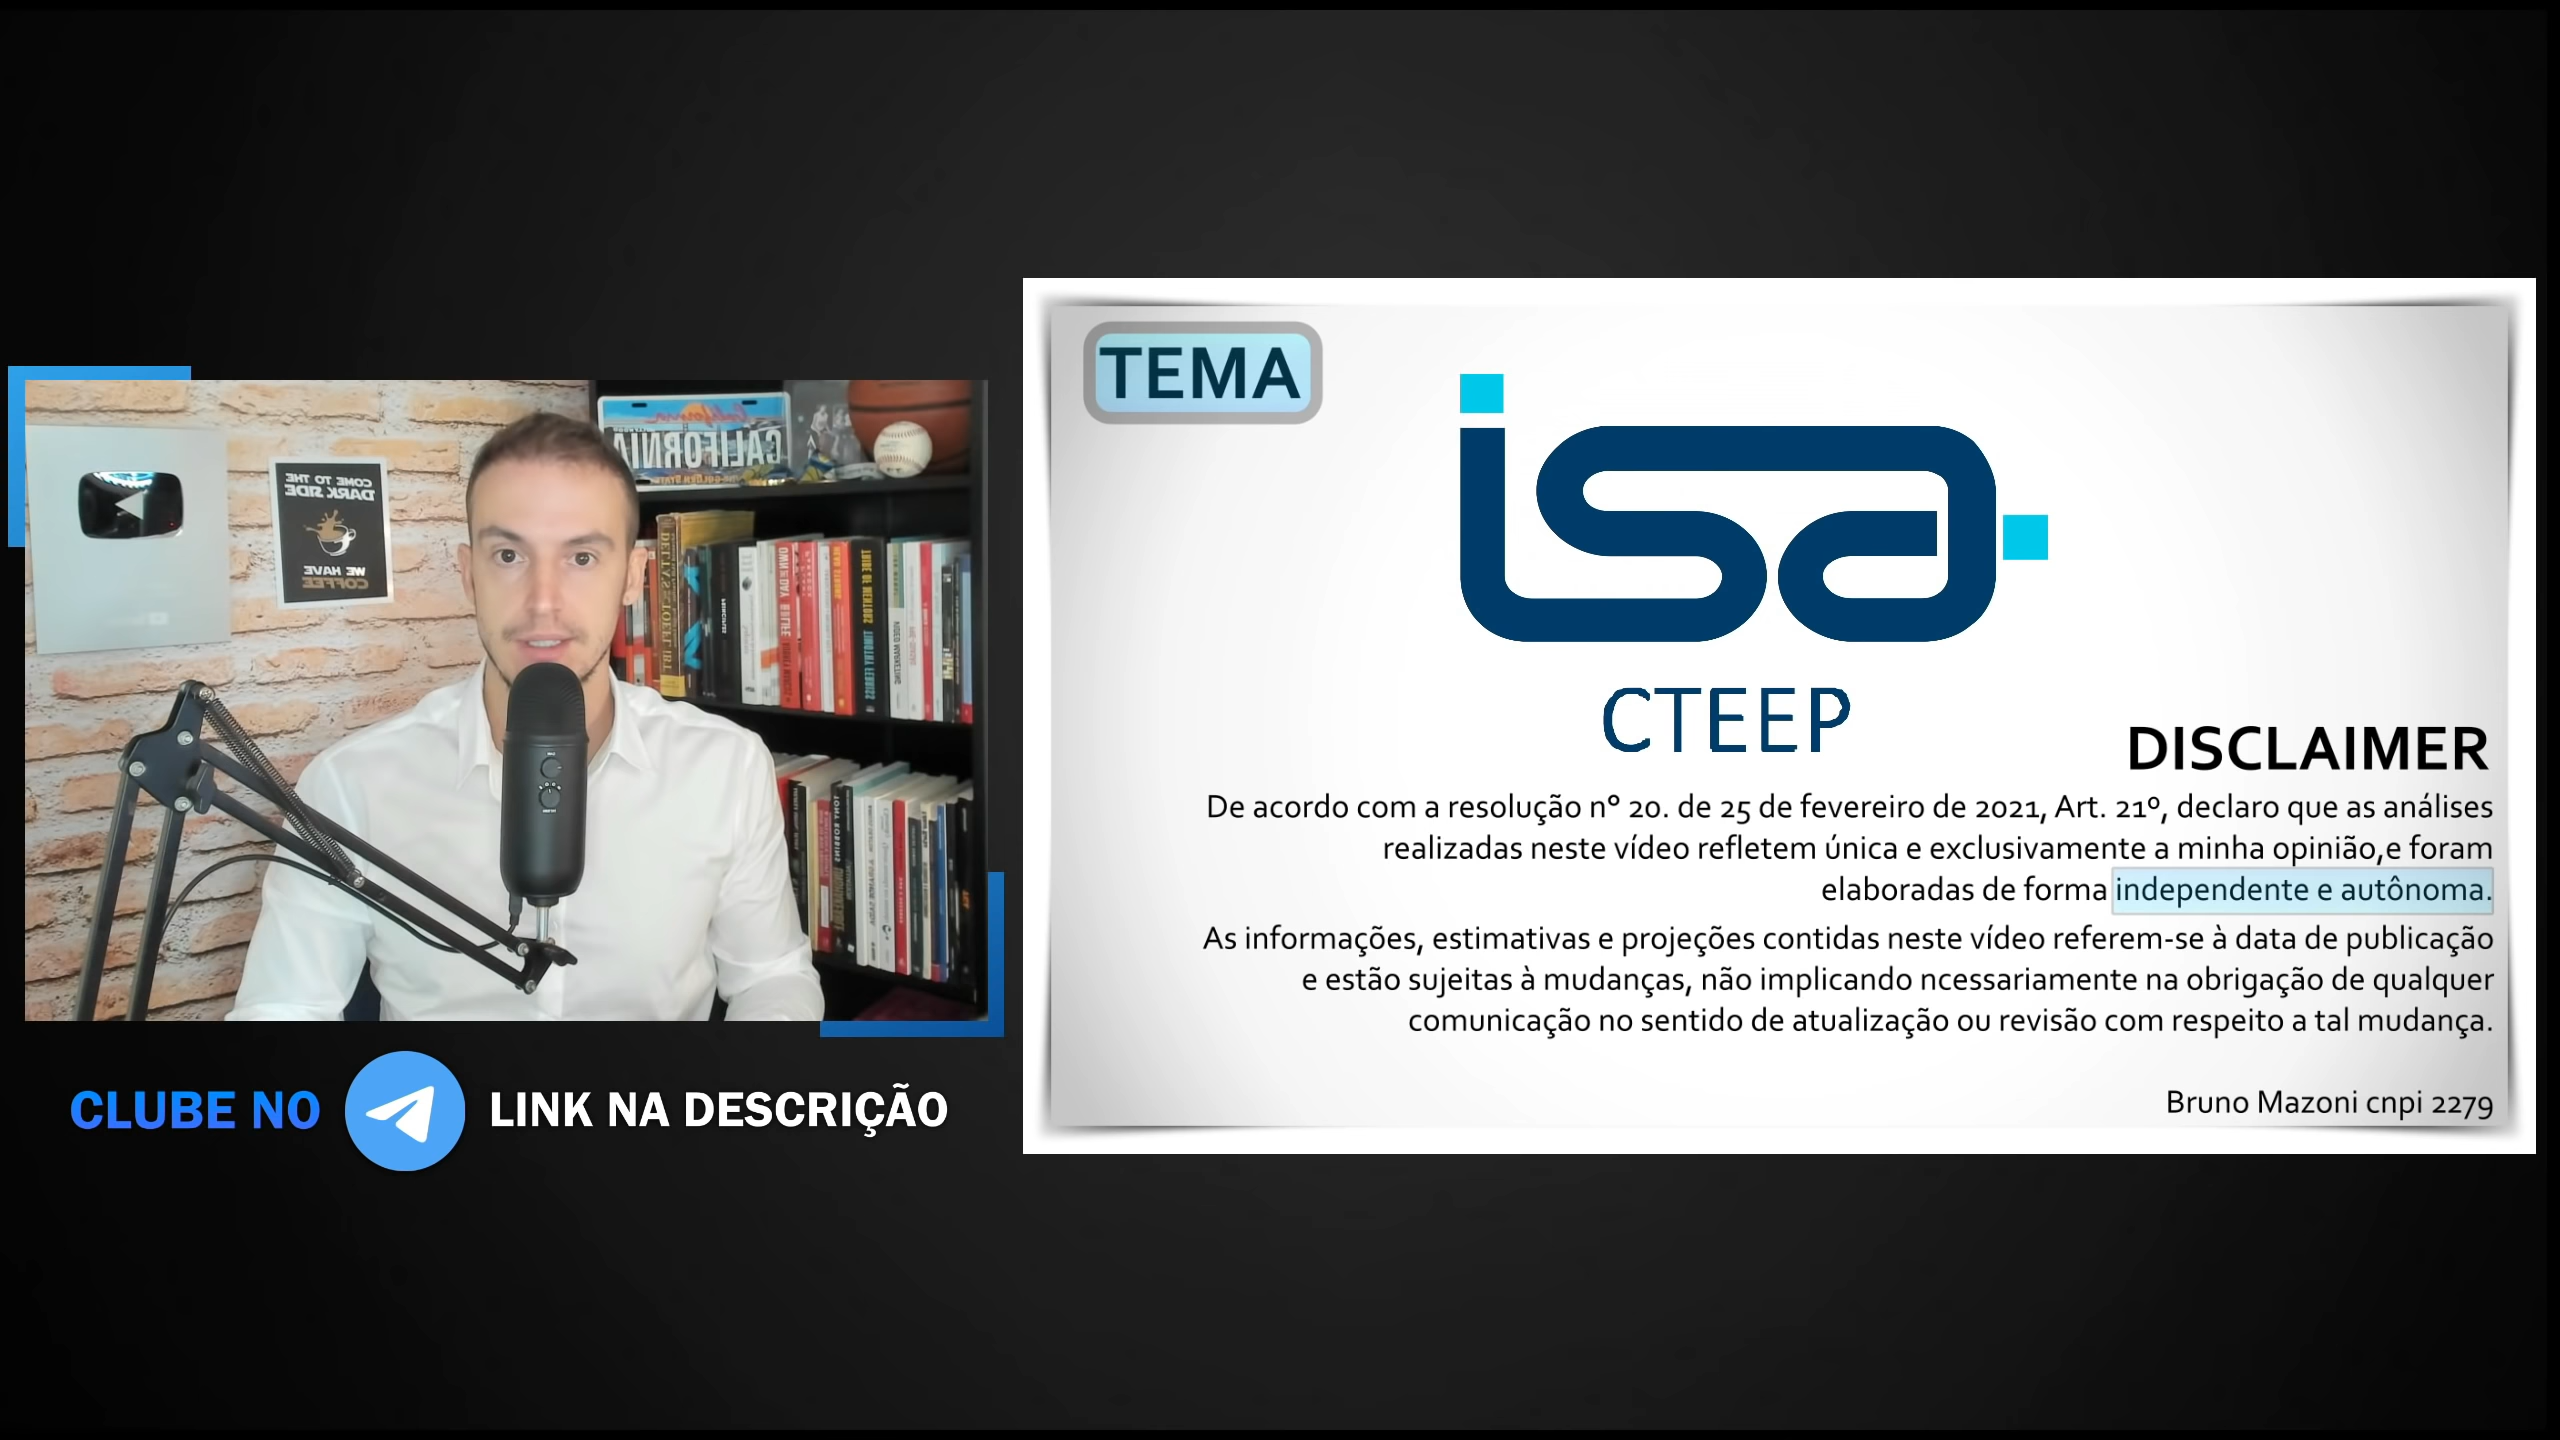 TEMA
isa
CTEEP
DISCLAIMER
De acordo com a resolução n° 20. de 25 de fevereiro de 2021, Art. 21º, declaro que as análises
realizadas neste vídeo refletem única e exclusivamente a minha opinião,e foram
elaboradas de forma independente e autônoma.
As informações, estimativas e projeções contidas neste vídeo referem-se à data de publicação
e estão sujeitas à mudanças, não implicando ncessariamente na obrigação de qualquer
comunicação no sentido de atualização ou revisão com respeito a tal mudança.
Bruno Mazoni cnpi 2279
COME TO THE
DARK SIDE
WE HAVE
COFFEE
California
CALIFORNIA
CLUBE NO LINK NA DESCRIÇÃO